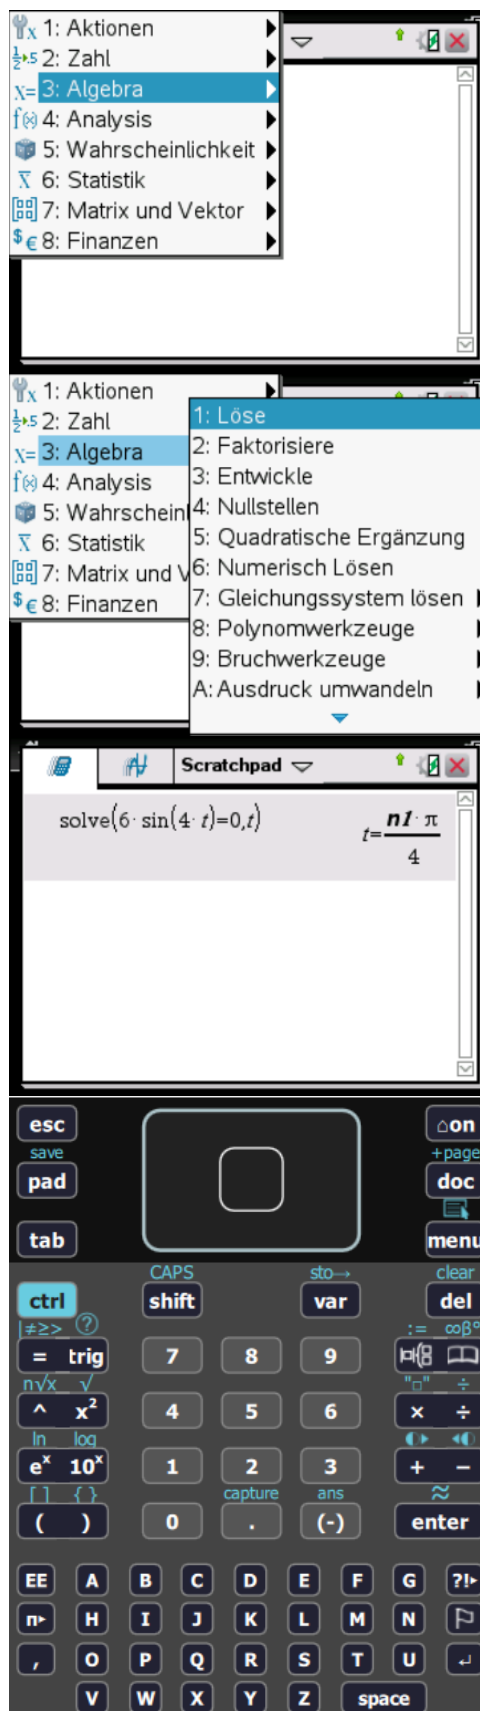 1: Aktionen
2: Zahl
3: Algebra
4: Analysis
5: Wahrscheinlichkeit
6: Statistik
7: Matrix und Vektor
8: Finanzen
1: Aktionen
2: Zahl
3: Algebra
4: Analysis
5: Wahrschein
6: Statistik
7: Matrix und V
8: Finanzen
1: Löse
2: Faktorisiere
3: Entwickle
4: Nullstellen
5: Quadratische Ergänzung
6: Numerisch Lösen
7: Gleichungssystem lösen
8: Polynomwerkzeuge
9: Bruchwerkzeuge
A: Ausdruck umwandeln
Scratchpad
solve(6·sin(4·t)=0,t) t=n1·π/4
esc on
save +page
pad doc
tab menu
CAPS sto→ clear
ctrl shift var del
|≠≥> ? := ∞β°
= trig 7 8 9
n√x √ "□" ÷
^ x² 4 5 6 × ÷
ln log
eˣ 10ˣ 1 2 3 + −
[ ] { } capture ans ≈
( ) 0 . (-) enter
EE A B C D E F G ?!▸
π▸ H I J K L M N
, O P Q R S T U ↵
V W X Y Z space